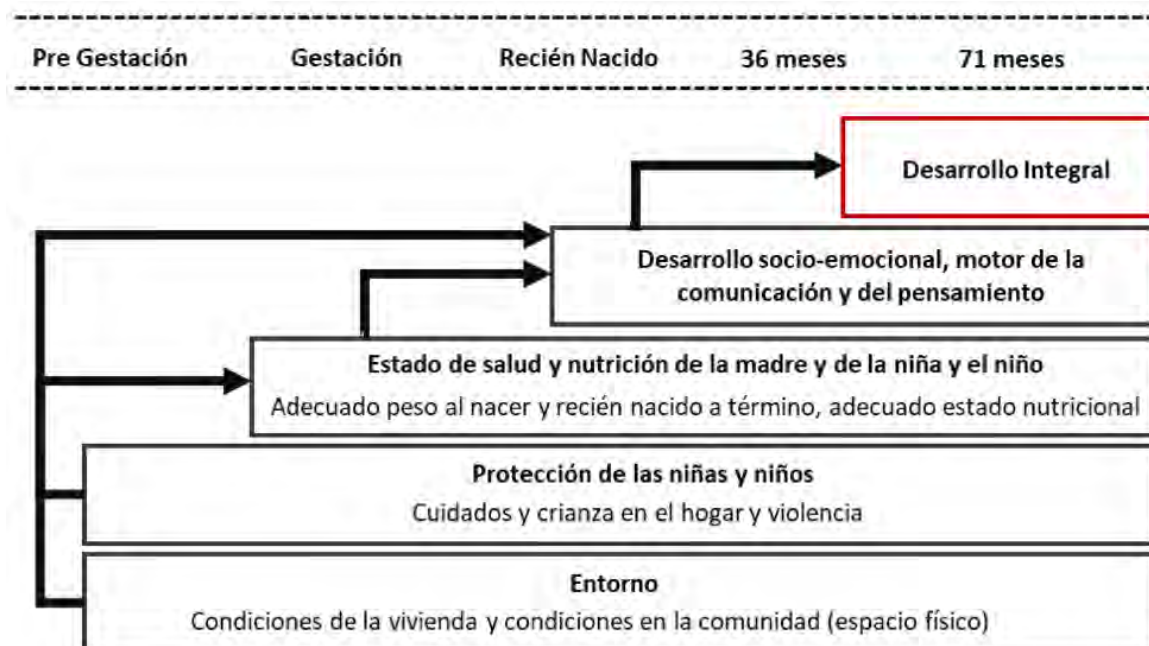 Pre Gestación Gestación Recién Nacido 36 meses 71 meses
Desarrollo Integral
Desarrollo socio-emocional, motor de la
comunicación y del pensamiento
Estado de salud y nutrición de la madre y de la niña y el niño
Adecuado peso al nacer y recién nacido a término, adecuado estado nutricional
Protección de las niñas y niños
Cuidados y crianza en el hogar y violencia
Entorno
Condiciones de la vivienda y condiciones en la comunidad (espacio físico)